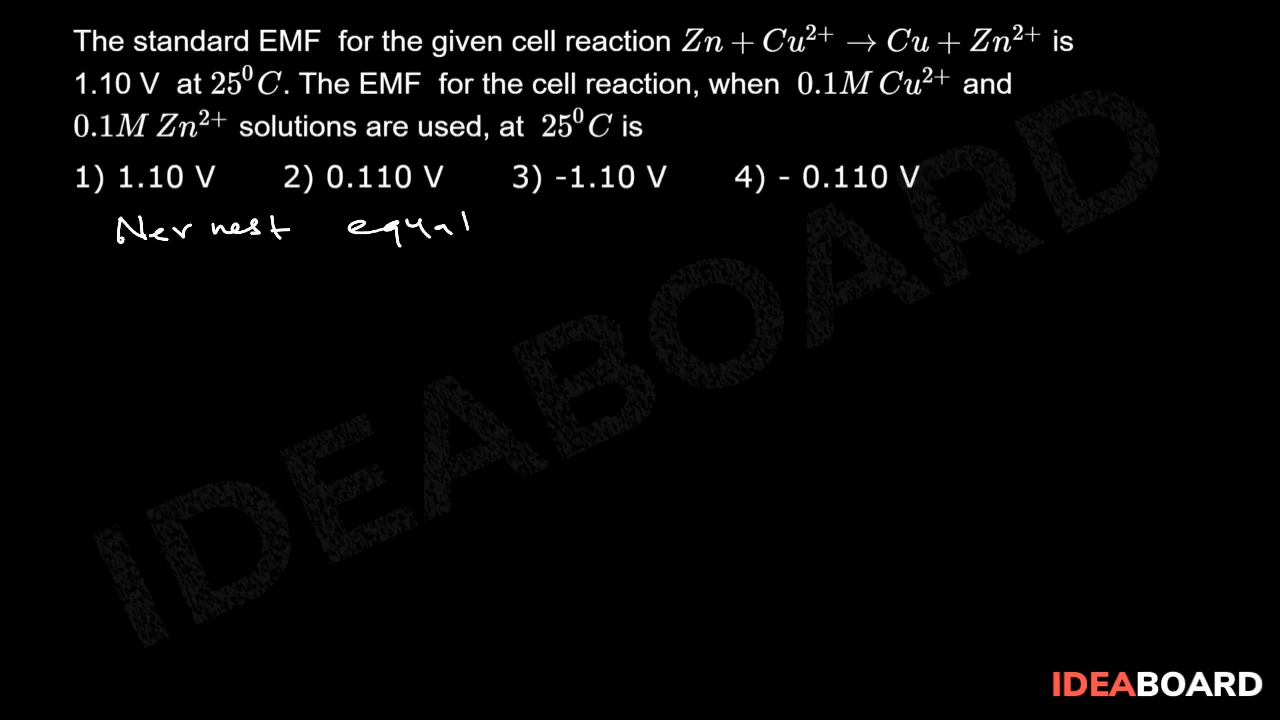 The standard EMF for the given cell reaction Zn + Cu²⁺ → Cu + Zn²⁺ is
1.10 V at 25⁰ C. The EMF for the cell reaction, when 0.1M Cu²⁺ and
0.1M Zn²⁺ solutions are used, at 25⁰ C is
1) 1.10 V 2) 0.110 V 3) -1.10 V 4) - 0.110 V
Nernest equal
IDEABOARD
IDEABOARD